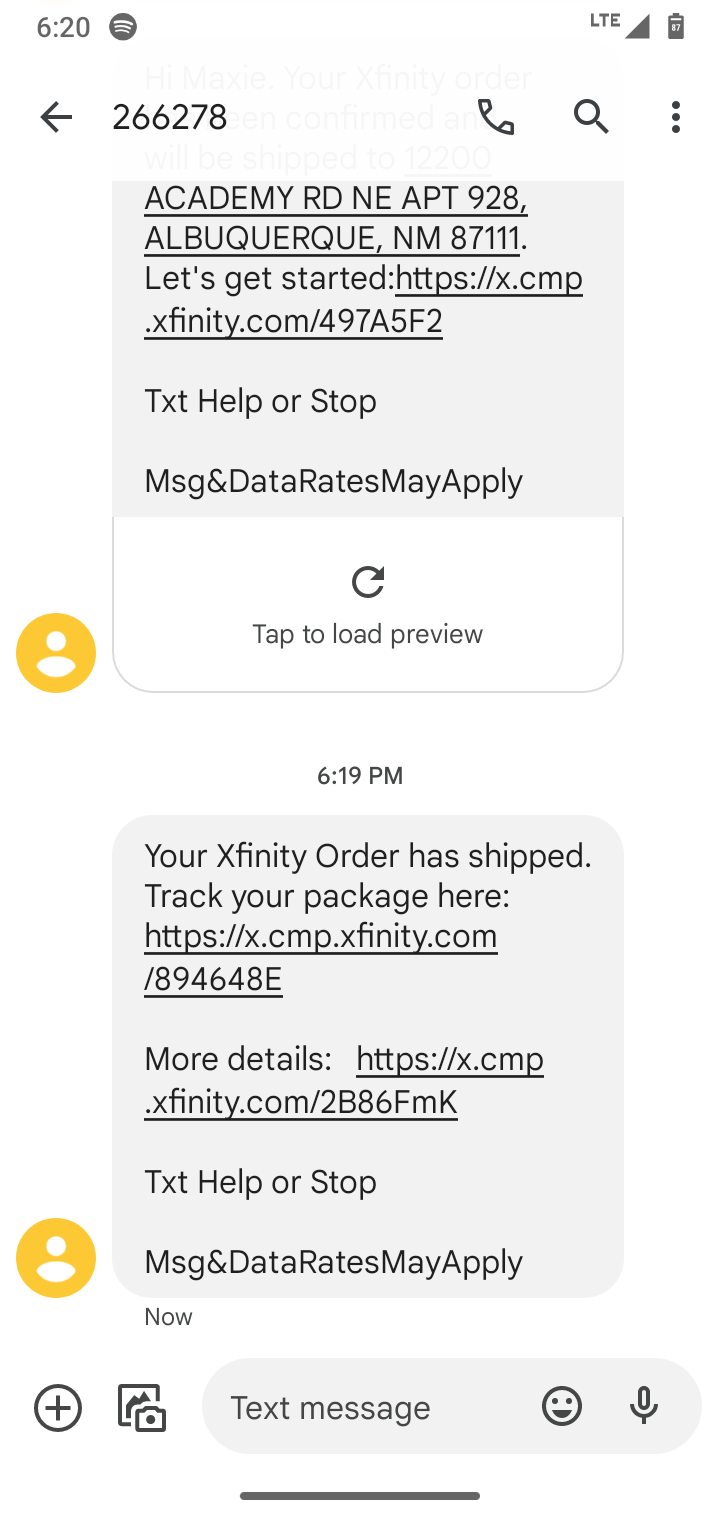 6:20 LTE 87
Hi Maxie. Your Xfinity order
266278
been confirmed and
will be shipped to 12200
ACADEMY RD NE APT 928,
ALBUQUERQUE, NM 87111.
Let's get started:https://x.cmp
.xfinity.com/497A5F2
Txt Help or Stop
Msg&DataRatesMayApply
Tap to load preview
6:19 PM
Your Xfinity Order has shipped.
Track your package here:
https://x.cmp.xfinity.com
/894648E
More details: https://x.cmp
.xfinity.com/2B86FmK
Txt Help or Stop
Msg&DataRatesMayApply
Now
Text message